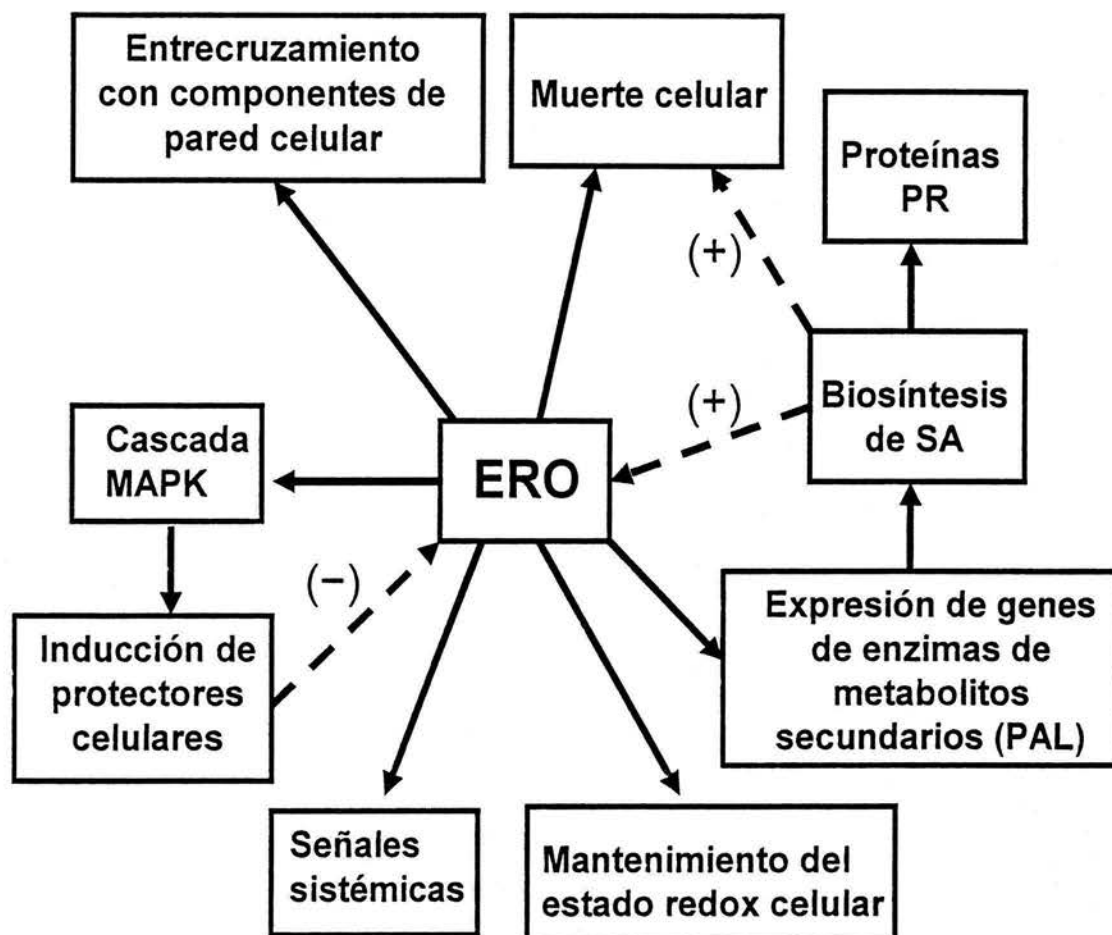 Entrecruzamiento
con componentes de
pared celular
Muerte celular
Proteínas
PR
(+)
(+)
Biosíntesis
de SA
Cascada
MAPK
ERO
(−)
Inducción de
protectores
celulares
Expresión de genes
de enzimas de
metabolitos
secundarios (PAL)
Señales
sistémicas
Mantenimiento del
estado redox celular